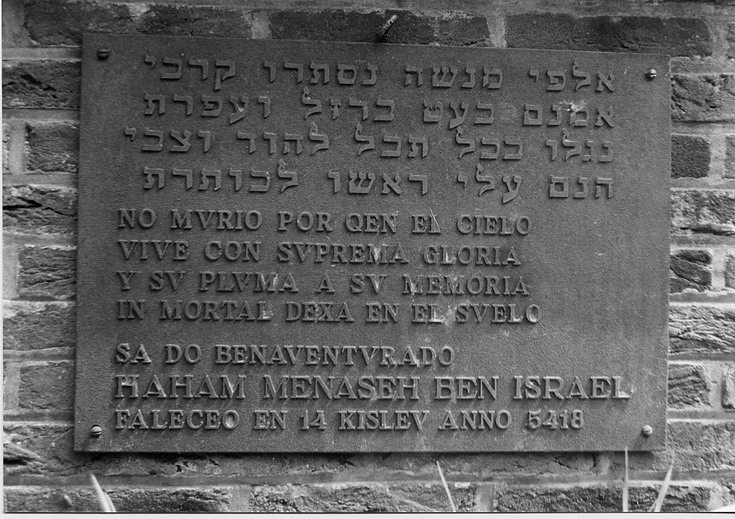 אלפי מנשה נסתרו קרבי
אמנם בעט ברזל ועפרת
נגלו בכל תבל להוד וצבי
הנם עלי ראשו לכותרת
NO MVRIO POR QEN EL CIELO
VIVE CON SVPREMA GLORIA
Y SV PLVMA A SV MEMORIA
IN MORTAL DEXA EN EL SVELO
SA DO BENAVENTVRADO
HAHAM MENASEH BEN ISRAEL
FALECEO EN 14 KISLEV ANNO 5418